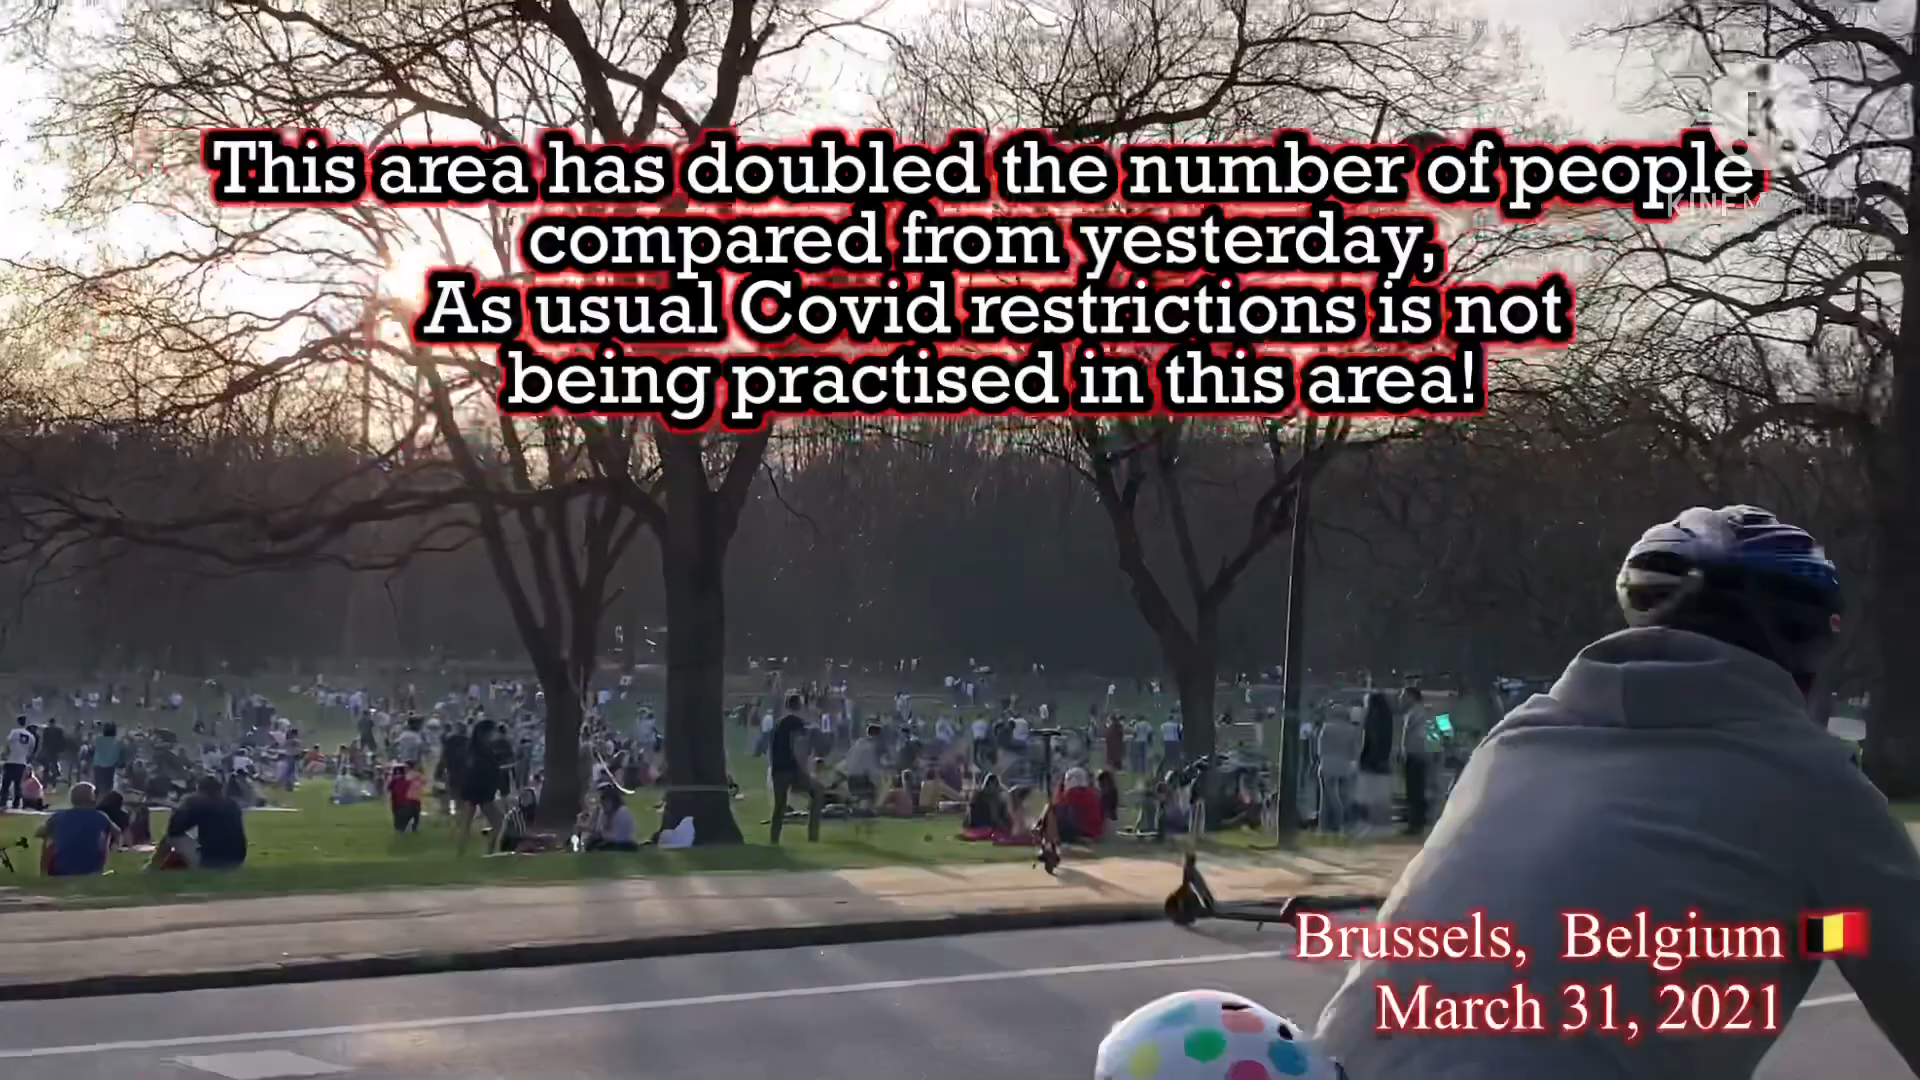 This area has doubled the number of people
compared from yesterday,
As usual Covid restrictions is not
being practised in this area!
Brussels, Belgium
March 31, 2021